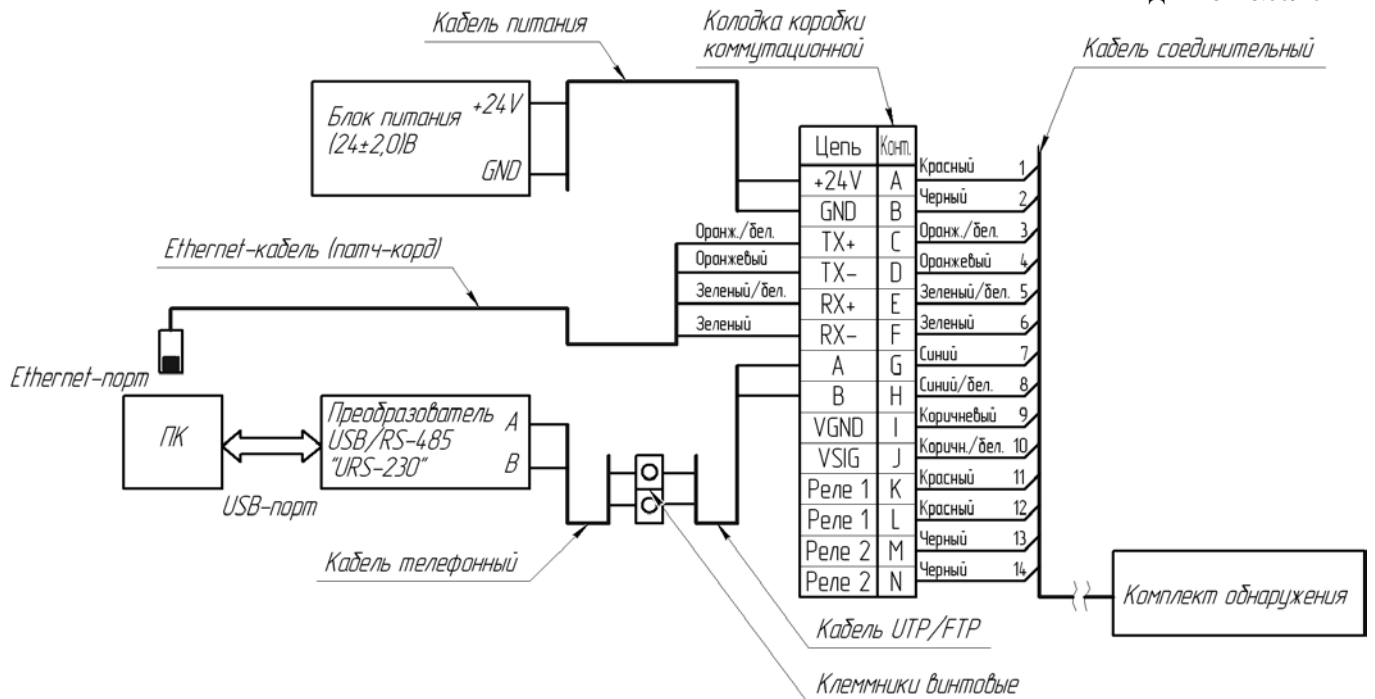 Кабель питания
Колодка коробки
коммутационной
Кабель соединительный
Блок питания
(24±2,0)В
+24V
GND
Цепь Конт.
+24V A Красный 1
GND B Черный 2
Оранж./бел. TX+ C Оранж./бел. 3
Оранжевый TX- D Оранжевый 4
Зеленый/бел. RX+ E Зеленый/бел. 5
Зеленый RX- F Зеленый 6
A G Синий 7
B H Синий/бел. 8
VGND I Коричневый 9
VSIG J Коричн./бел. 10
Реле 1 K Красный 11
Реле 1 L Красный 12
Реле 2 M Черный 13
Реле 2 N Черный 14
Ethernet-кабель (патч-корд)
Ethernet-порт
ПК
Преобразователь
USB/RS-485
"URS-230"
A
B
USB-порт
Кабель телефонный
Комплект обнаружения
Кабель UTP/FTP
Клеммники винтовые